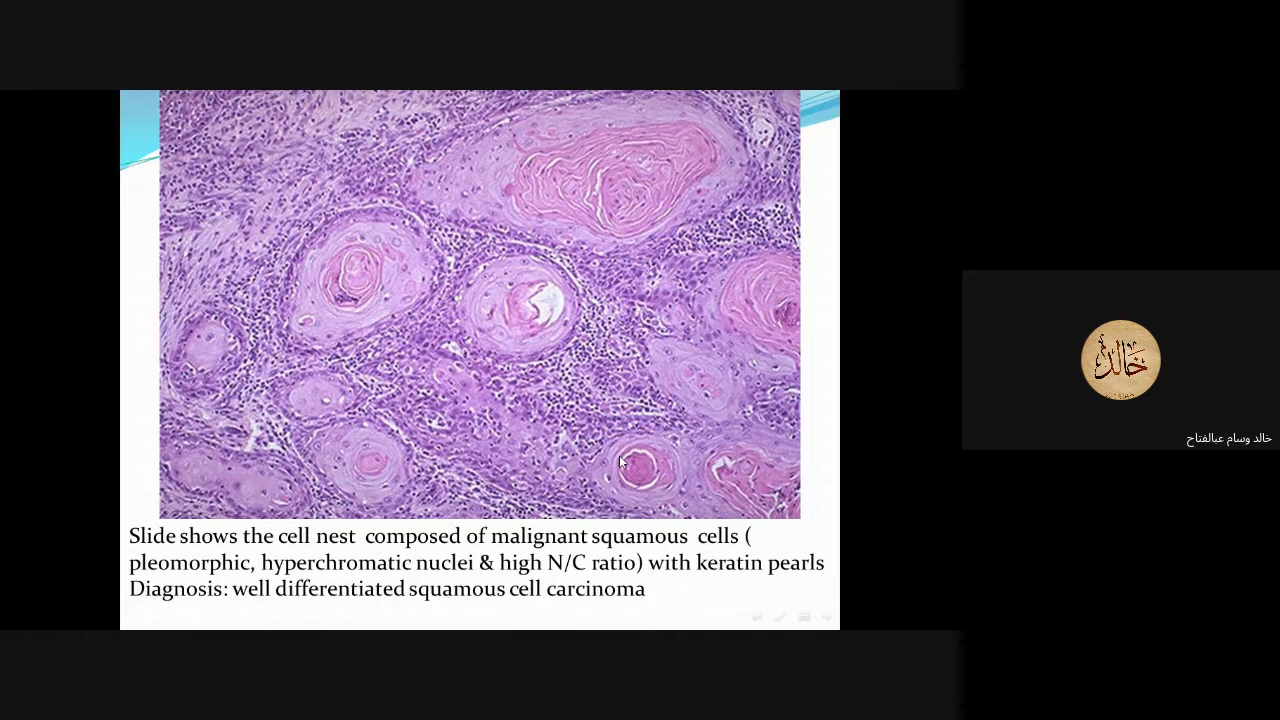 Slide shows the cell nest composed of malignant squamous cells (
pleomorphic, hyperchromatic nuclei & high N/C ratio) with keratin pearls
Diagnosis: well differentiated squamous cell carcinoma
خالد
خالد وسام عبالفتاح